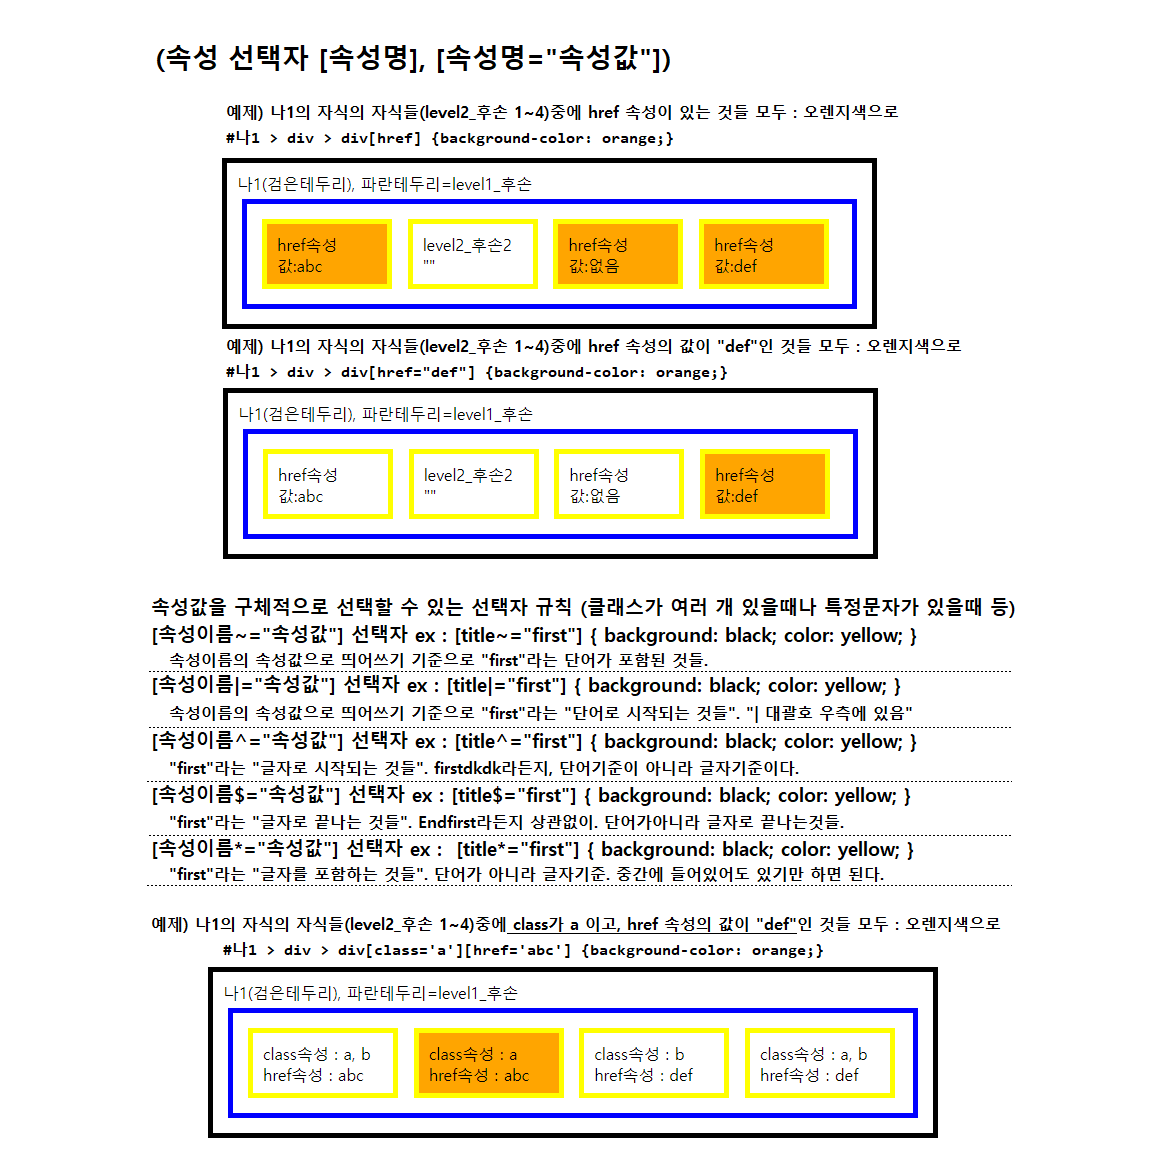 (속성 선택자 [속성명], [속성명="속성값"])
예제) 나1의 자식의 자식들(level2_후손 1~4)중에 href 속성이 있는 것들 모두 : 오렌지색으로
#나1 > div > div[href] {background-color: orange;}
나1(검은테두리), 파란테두리=level1_후손
href속성
값:abc
level2_후손2
""
href속성
값:없음
href속성
값:def
예제) 나1의 자식의 자식들(level2_후손 1~4)중에 href 속성의 값이 "def"인 것들 모두 : 오렌지색으로
#나1 > div > div[href="def"] {background-color: orange;}
나1(검은테두리), 파란테두리=level1_후손
href속성
값:abc
level2_후손2
""
href속성
값:없음
href속성
값:def
속성값을 구체적으로 선택할 수 있는 선택자 규칙 (클래스가 여러 개 있을때나 특정문자가 있을때 등)
[속성이름~="속성값"] 선택자 ex : [title~="first"] { background: black; color: yellow; }
속성이름의 속성값으로 띄어쓰기 기준으로 "first"라는 단어가 포함된 것들.
[속성이름|="속성값"] 선택자 ex : [title|="first"] { background: black; color: yellow; }
속성이름의 속성값으로 띄어쓰기 기준으로 "first"라는 "단어로 시작되는 것들". "| 대괄호 우측에 있음"
[속성이름^="속성값"] 선택자 ex : [title^="first"] { background: black; color: yellow; }
"first"라는 "글자로 시작되는 것들". firstdkdk라든지, 단어기준이 아니라 글자기준이다.
[속성이름$="속성값"] 선택자 ex : [title$="first"] { background: black; color: yellow; }
"first"라는 "글자로 끝나는 것들". Endfirst라든지 상관없이. 단어가아니라 글자로 끝나는것들.
[속성이름*="속성값"] 선택자 ex :  [title*="first"] { background: black; color: yellow; }
"first"라는 "글자를 포함하는 것들". 단어가 아니라 글자기준. 중간에 들어있어도 있기만 하면 된다.
예제) 나1의 자식의 자식들(level2_후손 1~4)중에 class가 a 이고, href 속성의 값이 "def"인 것들 모두 : 오렌지색으로
#나1 > div > div[class='a'][href='abc'] {background-color: orange;}
나1(검은테두리), 파란테두리=level1_후손
class속성 : a, b
href속성 : abc
class속성 : a
href속성 : abc
class속성 : b
href속성 : def
class속성 : a, b
href속성 : def